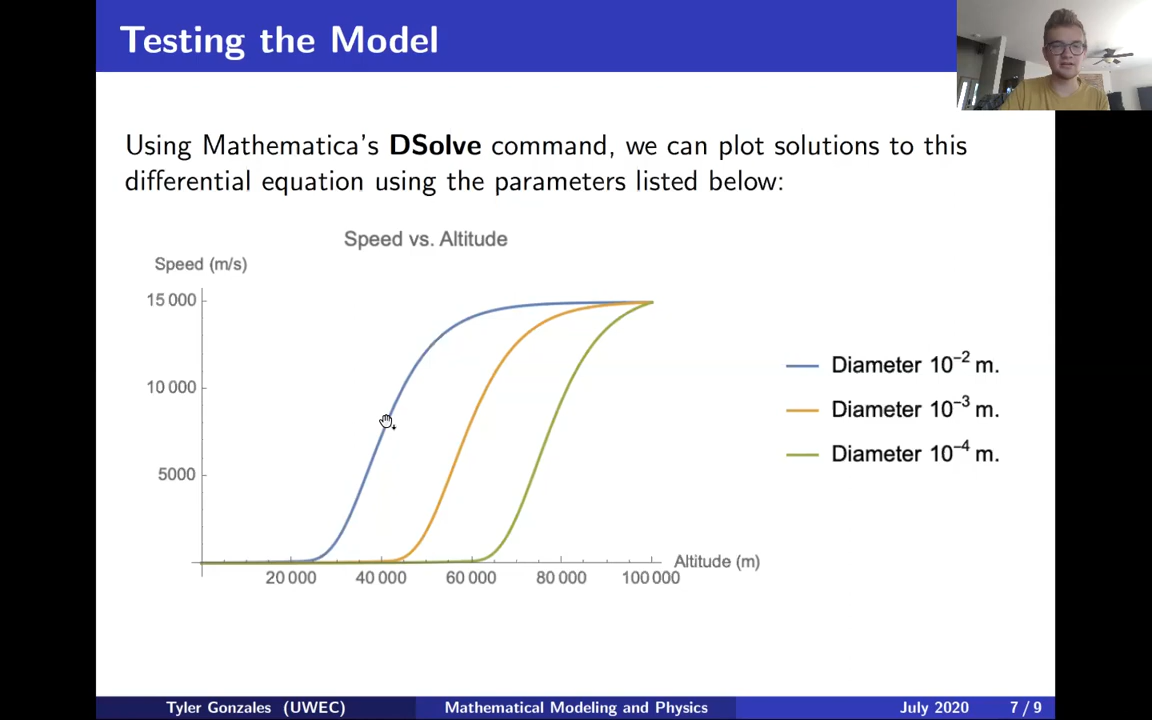 Testing the Model
Using Mathematica's DSolve command, we can plot solutions to this
differential equation using the parameters listed below:
Speed vs. Altitude
Speed (m/s)
15 000
10 000
5000
20 000 40 000 60 000 80 000 100 000
Altitude (m)
Diameter 10⁻² m.
Diameter 10⁻³ m.
Diameter 10⁻⁴ m.
Tyler Gonzales (UWEC) Mathematical Modeling and Physics July 2020 7 / 9